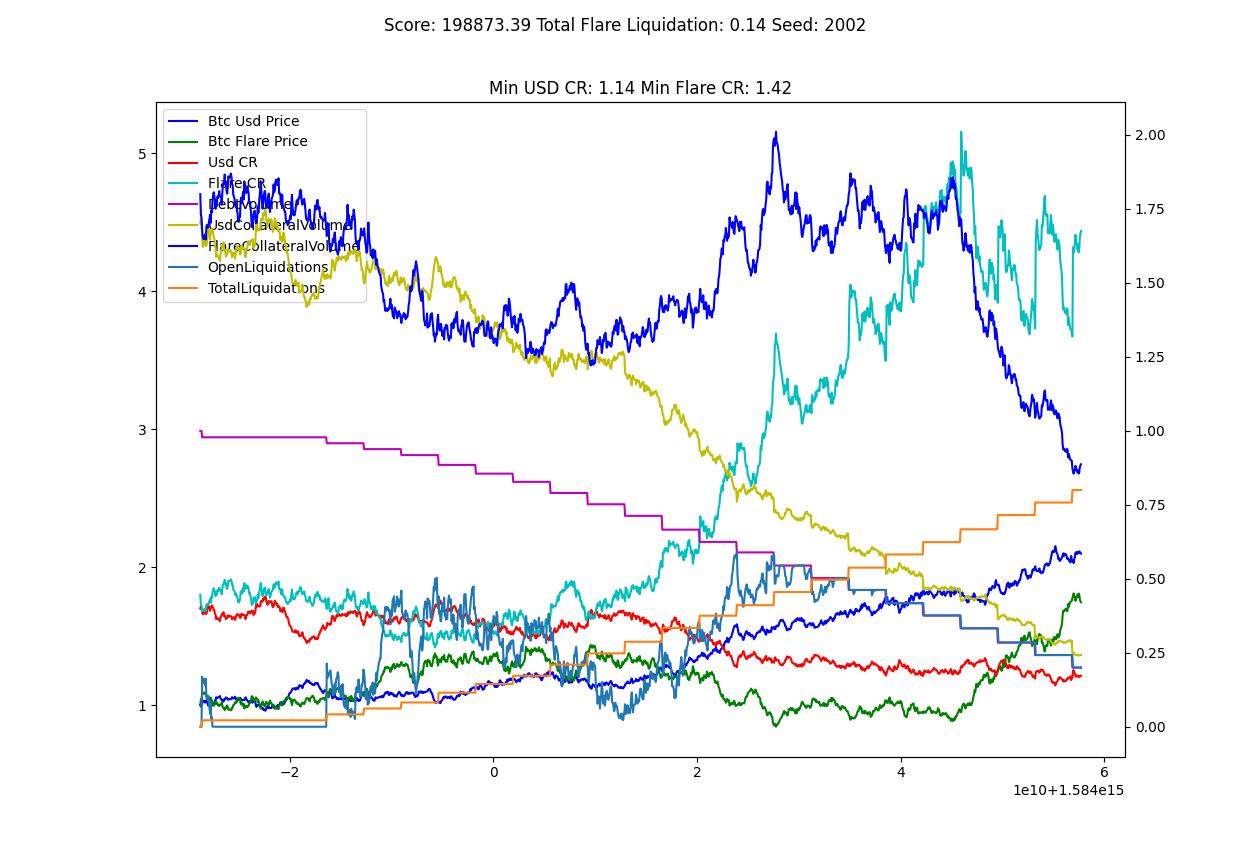 Score: 198873.39 Total Flare Liquidation: 0.14 Seed: 2002
Min USD CR: 1.14 Min Flare CR: 1.42
Btc Usd Price
Btc Flare Price
Usd CR
Flare CR
DebtVolume
UsdCollateralVolume
FlareCollateralVolume
OpenLiquidations
TotalLiquidations
5
4
3
2
1
2.00
1.75
1.50
1.25
1.00
0.75
0.50
0.25
0.00
−2
0
2
4
6
1e10+1.584e15